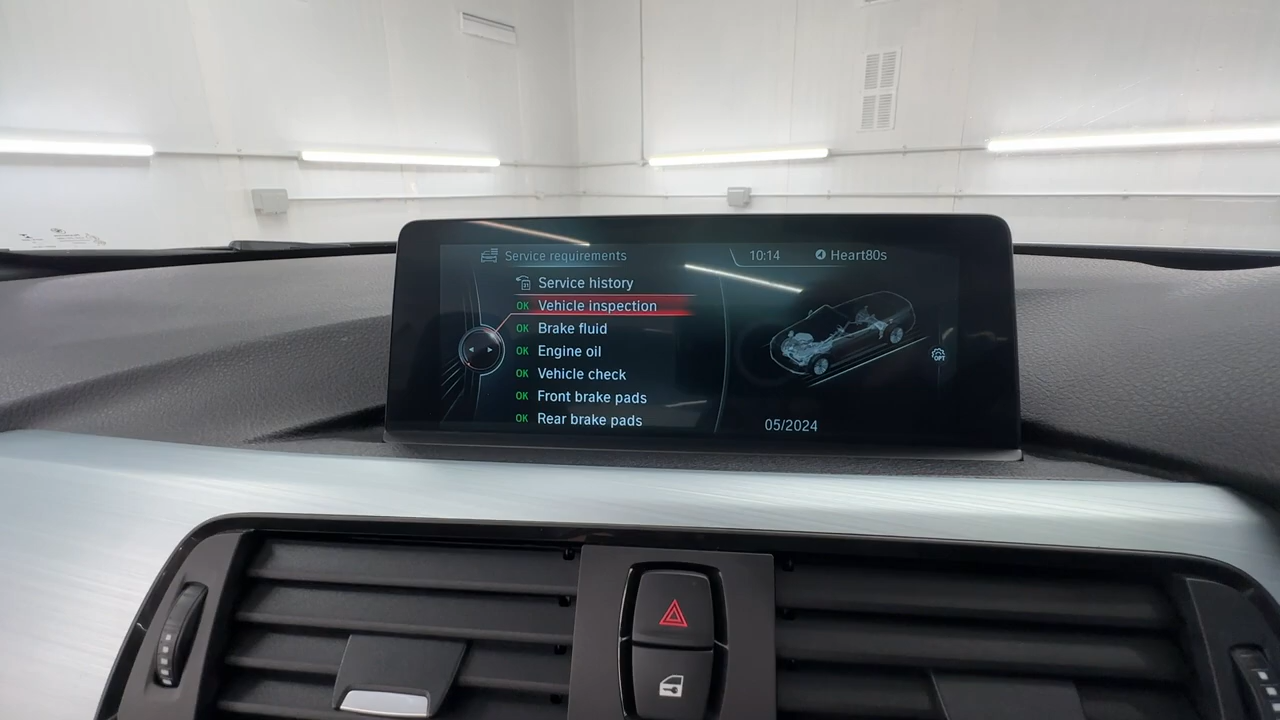 Service requirements
10:14
Heart80s
Service history
OK Vehicle inspection
OK Brake fluid
OK Engine oil
OK Vehicle check
OK Front brake pads
OK Rear brake pads
OPT
05/2024